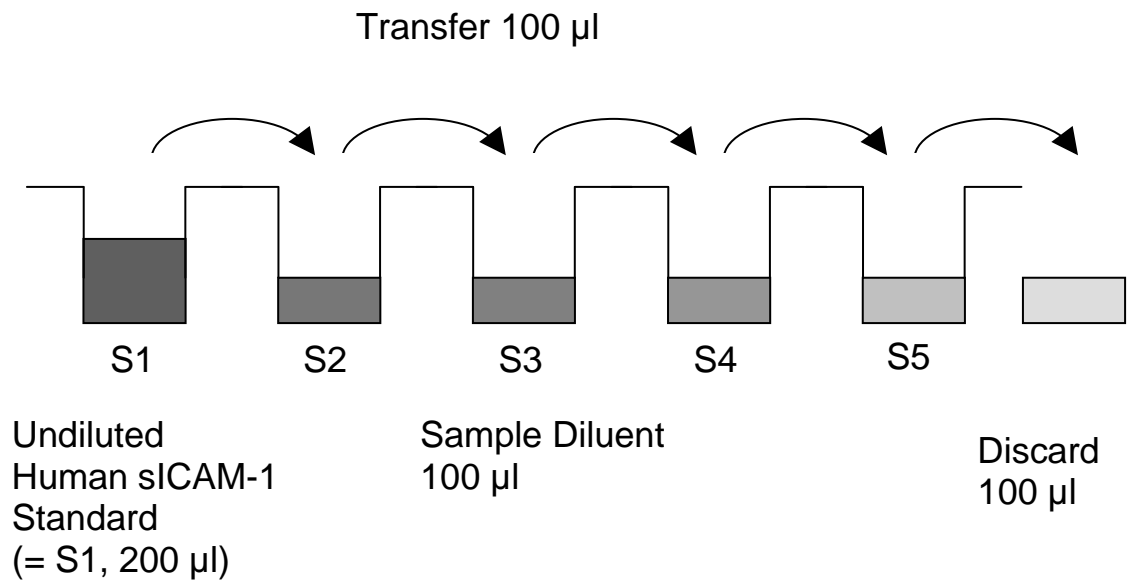 Transfer 100 µl
S1
S2
S3
S4
S5
Undiluted
Human sICAM-1
Standard
(= S1, 200 µl)
Sample Diluent
100 µl
Discard
100 µl